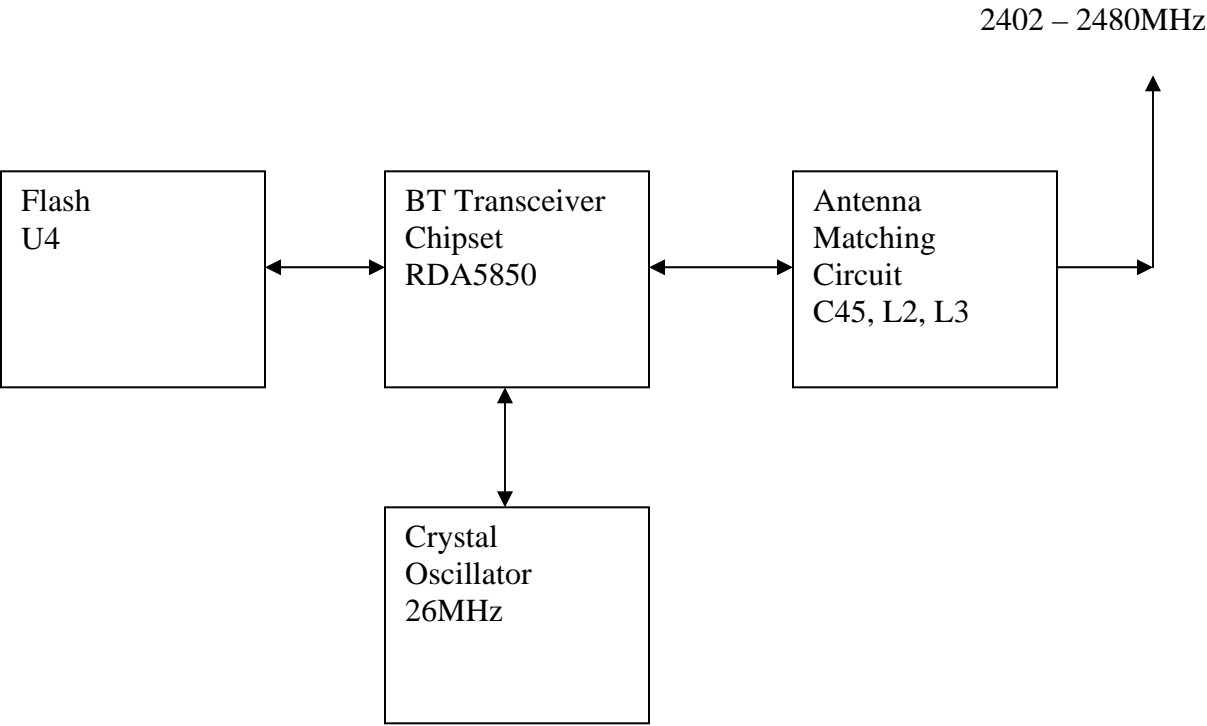 2402 – 2480MHz
Flash
U4
BT Transceiver
Chipset
RDA5850
Antenna
Matching
Circuit
C45, L2, L3
Crystal
Oscillator
26MHz